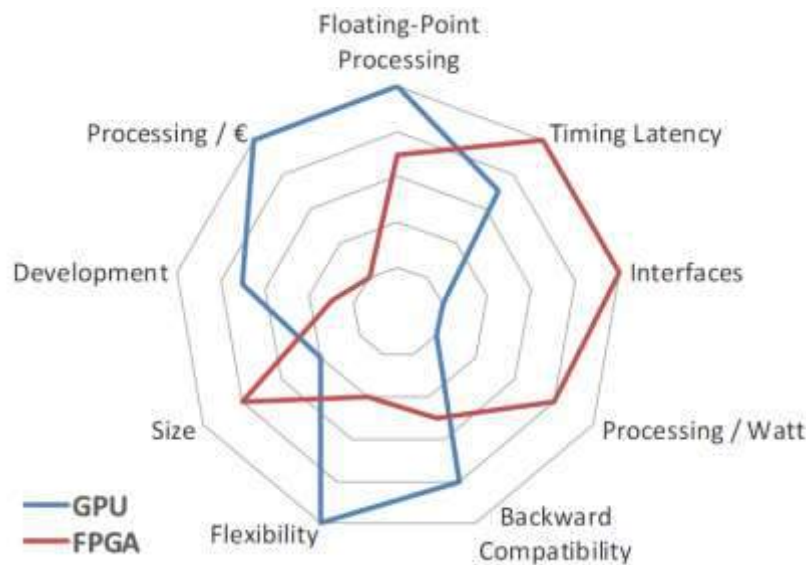 Floating-Point
Processing
Processing / €
Timing Latency
Development
Interfaces
Size
Processing / Watt
Flexibility
Backward
Compatibility
GPU
FPGA